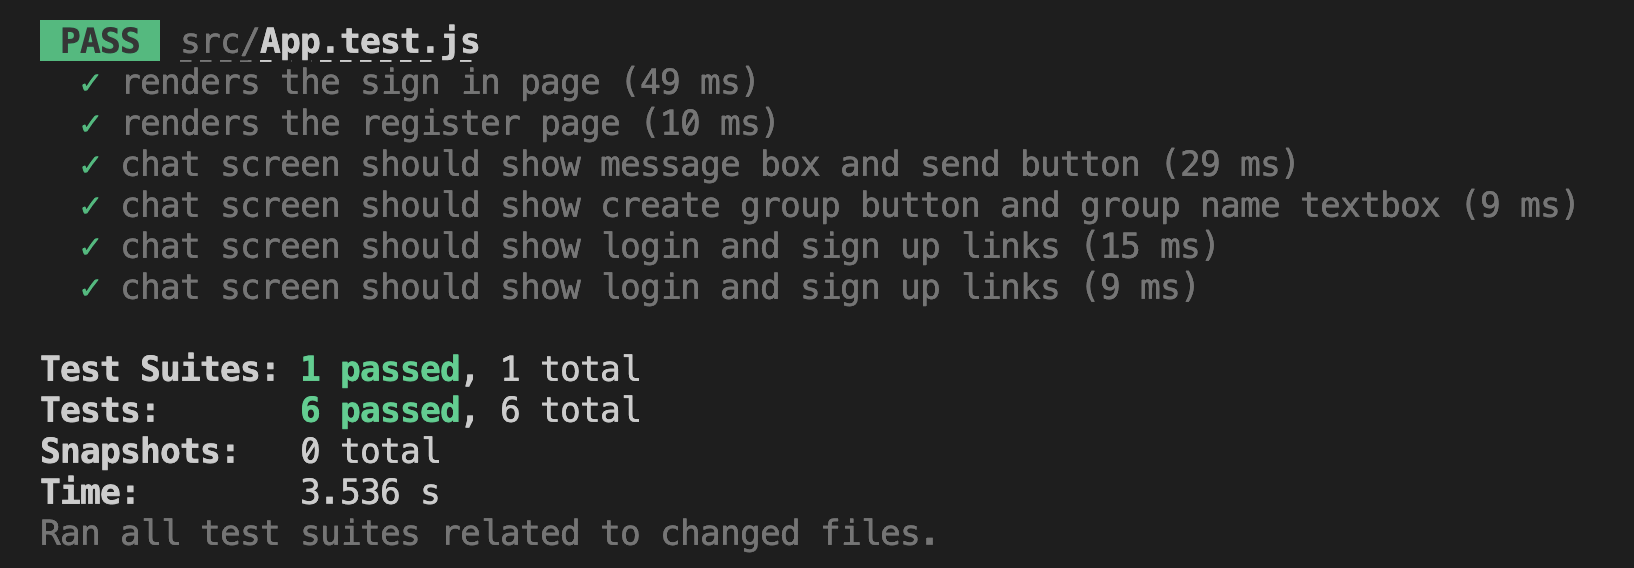 PASS src/App.test.js
✓ renders the sign in page (49 ms)
✓ renders the register page (10 ms)
✓ chat screen should show message box and send button (29 ms)
✓ chat screen should show create group button and group name textbox (9 ms)
✓ chat screen should show login and sign up links (15 ms)
✓ chat screen should show login and sign up links (9 ms)
Test Suites: 1 passed, 1 total
Tests: 6 passed, 6 total
Snapshots: 0 total
Time: 3.536 s
Ran all test suites related to changed files.